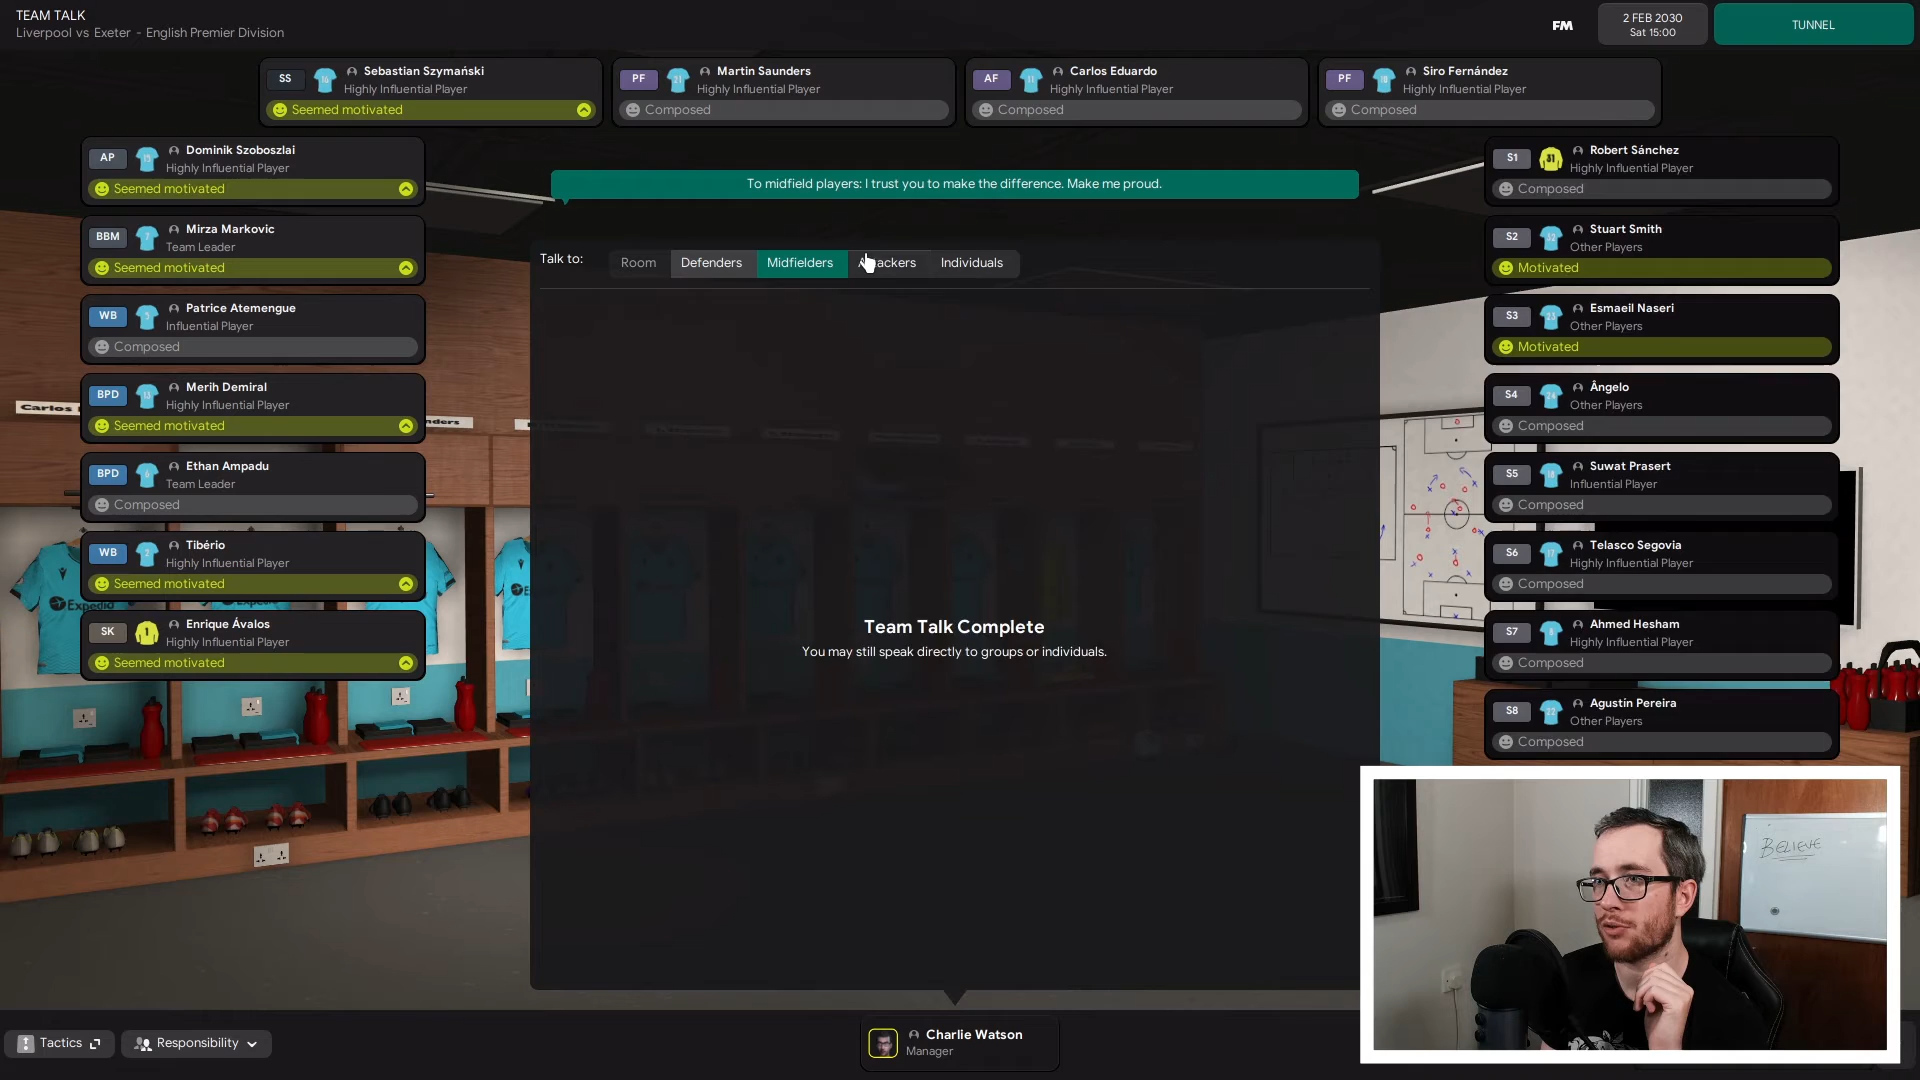 TEAM TALK
Liverpool vs Exeter - English Premier Division
FM
2 FEB 2030
Sat 15:00
TUNNEL
SS
Sebastian Szymański
Highly Influential Player
Seemed motivated
PF
Martin Saunders
Highly Influential Player
Composed
AF
Carlos Eduardo
Highly Influential Player
Composed
PF
Siro Fernández
Highly Influential Player
Composed
AP
Dominik Szoboszlai
Highly Influential Player
Seemed motivated
BBM
Mirza Markovic
Team Leader
Seemed motivated
WB
Patrice Atemengue
Influential Player
Composed
BPD
Merih Demiral
Highly Influential Player
Seemed motivated
BPD
Ethan Ampadu
Team Leader
Composed
WB
Tibério
Highly Influential Player
Seemed motivated
SK
1
Enrique Ávalos
Highly Influential Player
Seemed motivated
To midfield players: I trust you to make the difference. Make me proud.
Talk to:
Room
Defenders
Midfielders
Individuals
Team Talk Complete
You may still speak directly to groups or individuals.
S1
31
Robert Sánchez
Highly Influential Player
Composed
S2
Stuart Smith
Other Players
Motivated
S3
Esmaeil Naseri
Other Players
Motivated
S4
Ângelo
Other Players
Composed
S5
Suwat Prasert
Influential Player
Composed
S6
Telasco Segovia
Highly Influential Player
Composed
S7
Ahmed Hesham
Highly Influential Player
Composed
S8
Agustín Pereira
Other Players
Composed
Carlos
Expedia
BELIEVE
Tactics
Responsibility
Charlie Watson
Manager